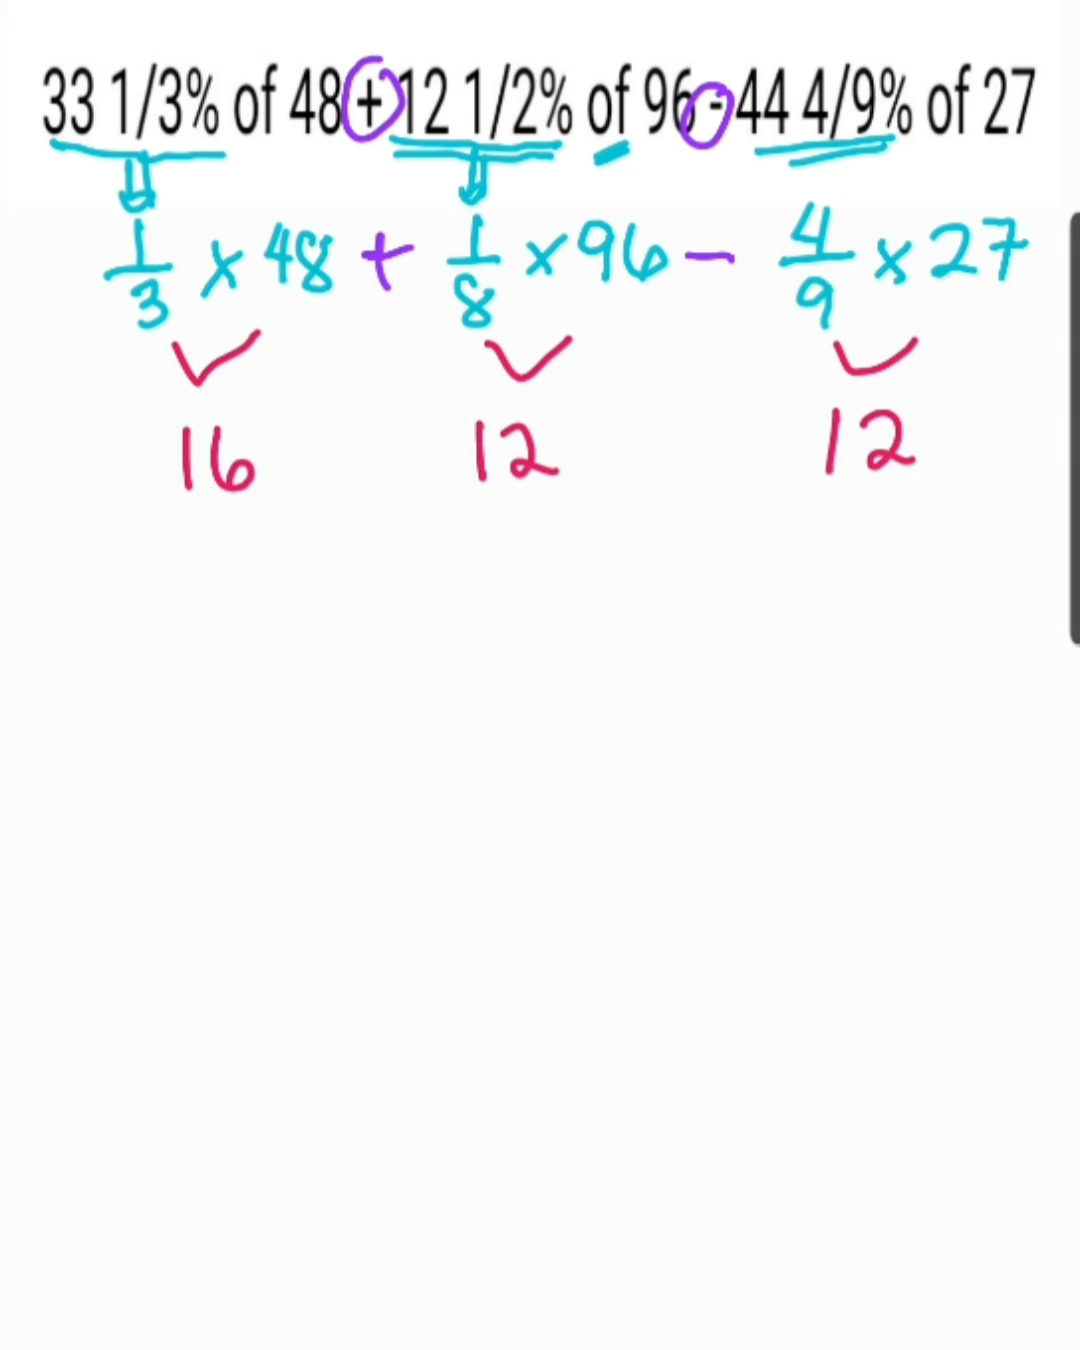 33 1/3% of 48 + 12 1/2% of 96 - 44 4/9% of 27
1/3 x 48 + 1/8 x 96 - 4/9 x 27
16 12 12